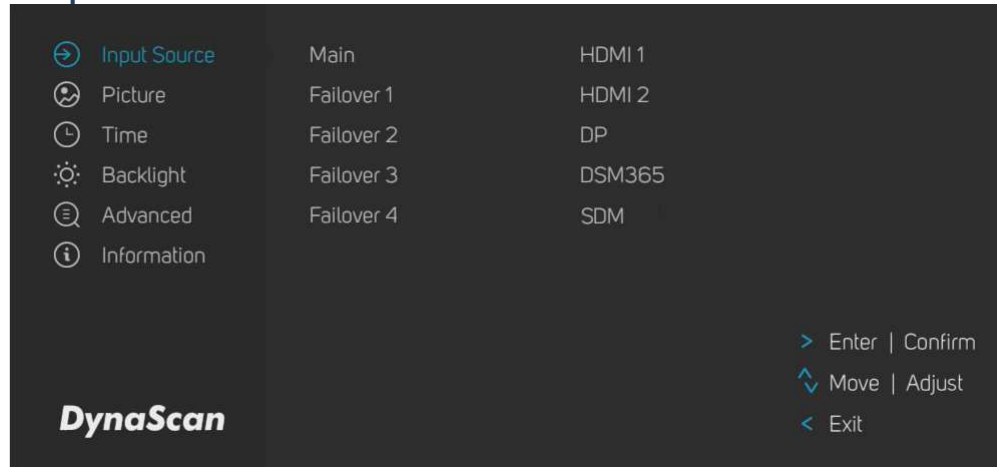 Input Source Main HDMI 1
Picture Failover 1 HDMI 2
Time Failover 2 DP
Backlight Failover 3 DSM365
Advanced Failover 4 SDM
Information
> Enter | Confirm
Move | Adjust
< Exit
DynaScan